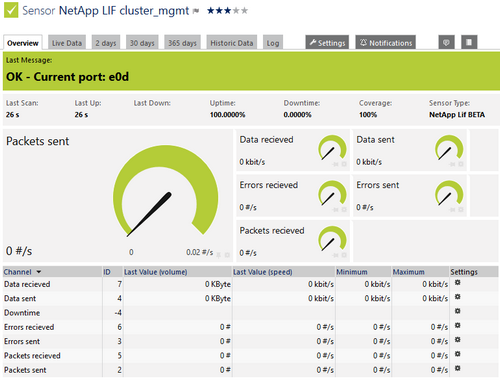 Sensor NetApp LIF cluster_mgmt
Overview Live Data 2 days 30 days 365 days Historic Data Log Settings Notifications
Last Message:
OK - Current port: e0d
Last Scan: Last Up: Last Down: Uptime: Downtime: Coverage: Sensor Type:
26 s 26 s 100.0000% 0.0000% 100% NetApp Lif BETA
Packets sent
0 #/s
0 0.02 #/s
Data recieved
0 kbit/s
Data sent
0 kbit/s
Errors recieved
0 #/s
Errors sent
0 #/s
Packets recieved
0 #/s
Channel ID Last Value (volume) Last Value (speed) Minimum Maximum Settings
Data recieved 7 0 KByte 0 kbit/s 0 kbit/s 0 kbit/s
Data sent 4 0 KByte 0 kbit/s 0 kbit/s 0 kbit/s
Downtime -4
Errors recieved 6 0 # 0 #/s 0 #/s 0 #/s
Errors sent 3 0 # 0 #/s 0 #/s 0 #/s
Packets recieved 5 0 # 0 #/s 0 #/s 0 #/s
Packets sent 2 0 # 0 #/s 0 #/s 0 #/s